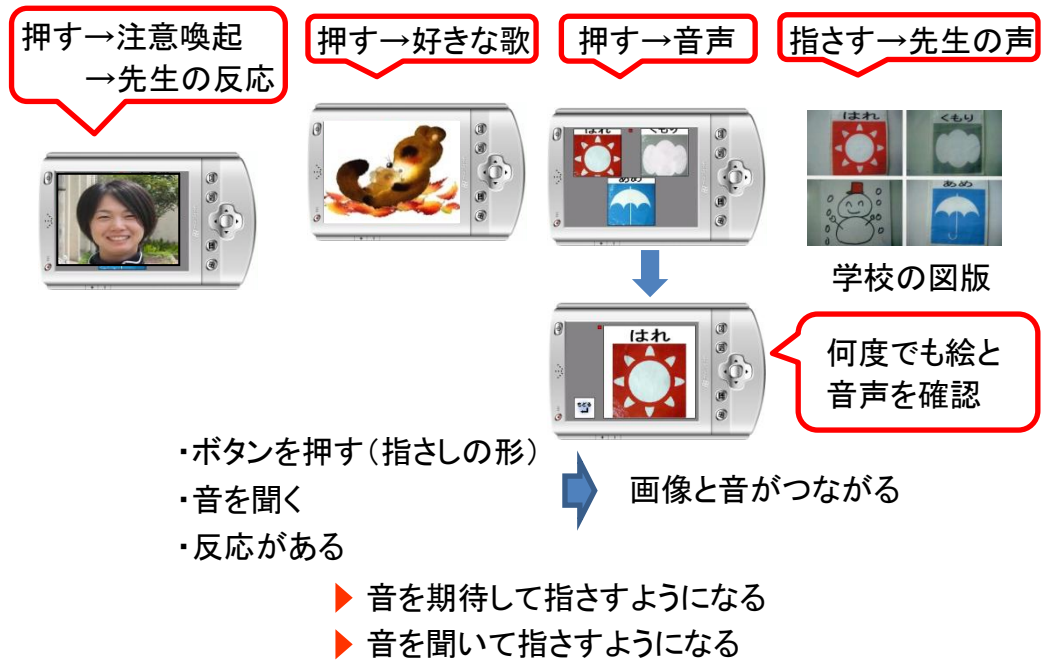 押す→注意喚起
→先生の反応
押す→好きな歌
押す→音声
指さす→先生の声
はれ
くもり
あめ
はれ
くもり
あめ
学校の図版
はれ
もどる
何度でも絵と
音声を確認
・ボタンを押す（指さしの形）
・音を聞く
・反応がある
画像と音がつながる
音を期待して指さすようになる
音を聞いて指さすようになる